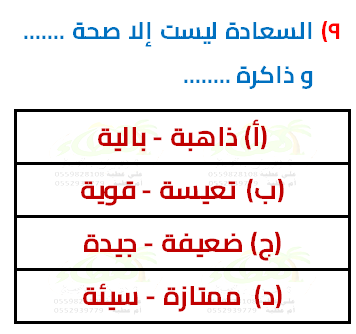 ٩) السعادة ليست إلا صحة .......
و ذاكرة ........
(أ) ذاهبة - بالية
(ب) تعيسة - قوية
(ج) ضعيفة - جيدة
(د) ممتازة - سيئة